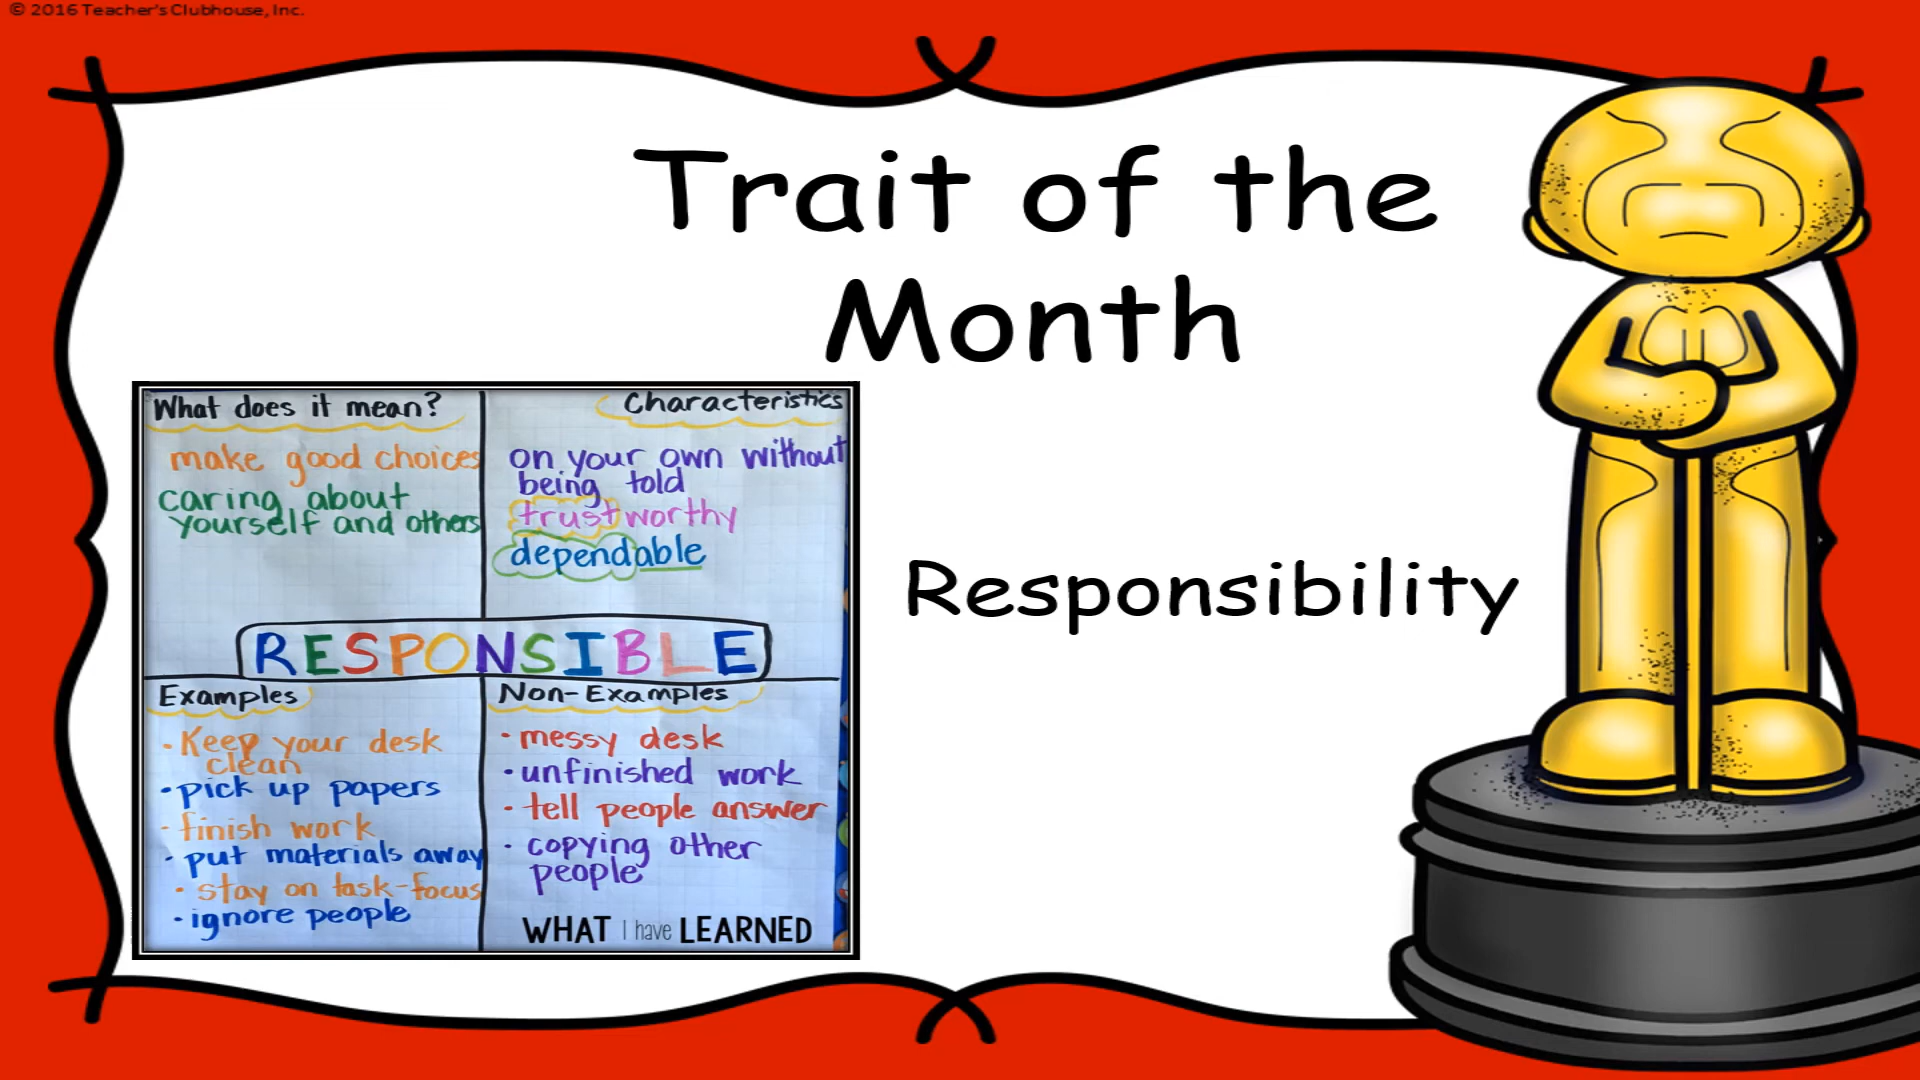 © 2016 Teacher's Clubhouse, Inc.
Trait of the
Month
Responsibility
What does it mean?
make good choices
caring about
yourself and others
Characteristics
on your own without
being told
trustworthy
dependable
RESPONSIBLE
Examples
• Keep your desk
clean
• pick up papers
• finish work
• put materials away
• stay on task-focus
• ignore people
Non-Examples
• messy desk
• unfinished work
• tell people answer
• copying other
people
WHAT I have LEARNED